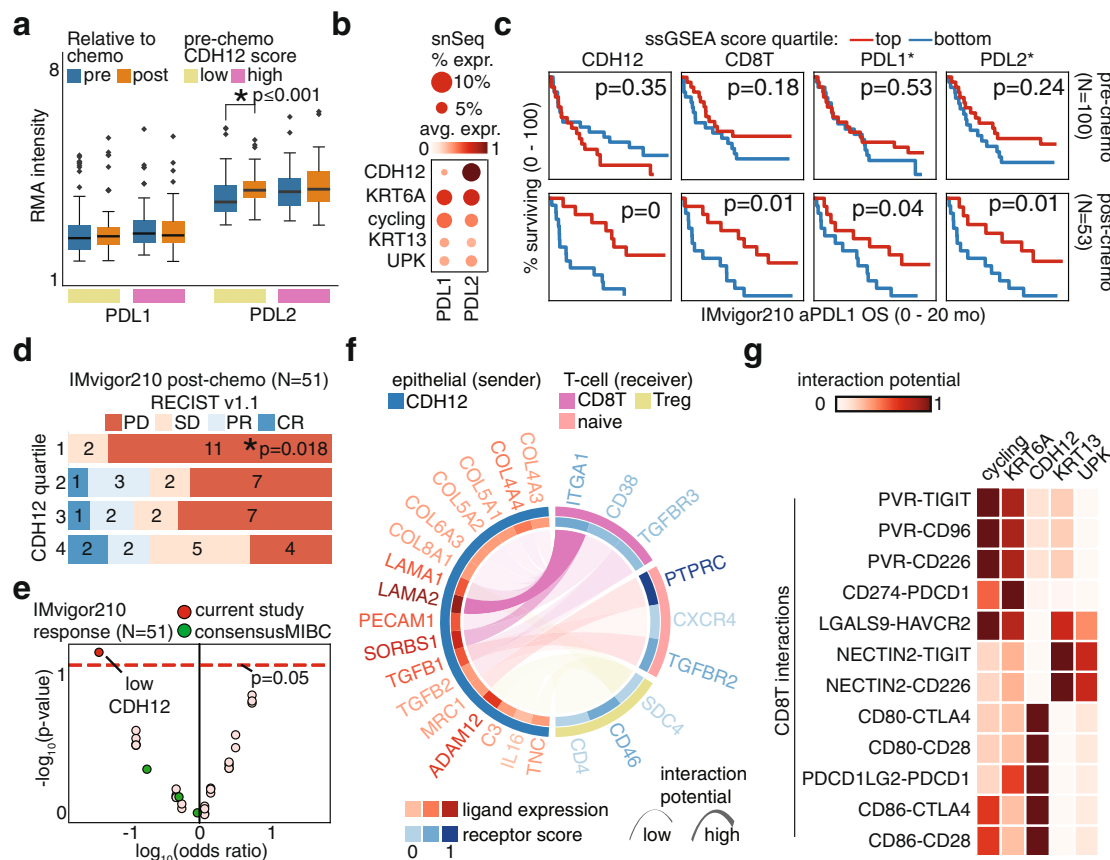 a
Relative to chemo
pre post
pre-chemo CDH12 score
low high
8
* p≤0.001
RMA intensity
1
PDL1 PDL2
b
snSeq
% expr.
10%
5%
avg. expr.
0 1
CDH12
KRT6A
cycling
KRT13
UPK
PDL1 PDL2
c
ssGSEA score quartile: top bottom
CDH12 CD8T PDL1* PDL2*
p=0.35 p=0.18 p=0.53 p=0.24
pre-chemo (N=100)
% surviving (0 - 100)
p=0 p=0.01 p=0.04 p=0.01
post-chemo (N=53)
IMvigor210 aPDL1 OS (0 - 20 mo)
d
IMvigor210 post-chemo (N=51)
RECIST v1.1
PD SD PR CR
CDH12 quartile
1 2 11 * p=0.018
2 1 3 2 7
3 1 2 2 7
4 2 2 5 4
e
IMvigor210 response (N=51)
current study
consensusMIBC
1
low CDH12
p=0.05
-log10(p-value)
0
-1 0 1
log10(odds ratio)
f
epithelial (sender)
CDH12
T-cell (receiver)
CD8T Treg
naive
COL4A3
COL4A4
COL5A1
COL5A2
COL6A3
COL8A1
LAMA1
LAMA2
PECAM1
SORBS1
TGFB1
TGFB2
MRC1
ADAM12
C3
IL16
TNC
ITGA1
CD38
TGFBR3
PTPRC
CXCR4
TGFBR2
SDC4
CD46
CD4
ligand expression
receptor score
0 1
interaction potential
low high
g
interaction potential
0 1
cycling KRT6A CDH12 KRT13 UPK
CD8T interactions
PVR-TIGIT
PVR-CD96
PVR-CD226
CD274-PDCD1
LGALS9-HAVCR2
NECTIN2-TIGIT
NECTIN2-CD226
CD80-CTLA4
CD80-CD28
PDCD1LG2-PDCD1
CD86-CTLA4
CD86-CD28